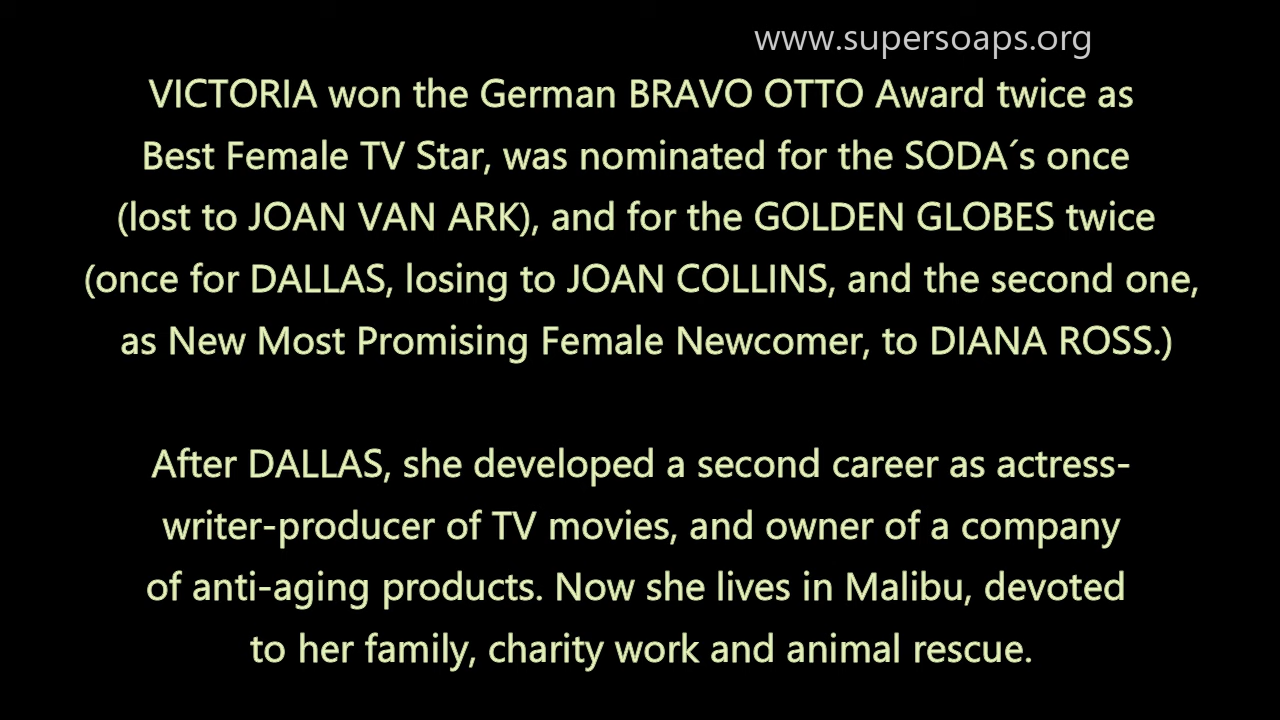 www.supersoaps.org
VICTORIA won the German BRAVO OTTO Award twice as
Best Female TV Star, was nominated for the SODA´s once
(lost to JOAN VAN ARK), and for the GOLDEN GLOBES twice
(once for DALLAS, losing to JOAN COLLINS, and the second one,
as New Most Promising Female Newcomer, to DIANA ROSS.)
After DALLAS, she developed a second career as actress-
writer-producer of TV movies, and owner of a company
of anti-aging products. Now she lives in Malibu, devoted
to her family, charity work and animal rescue.